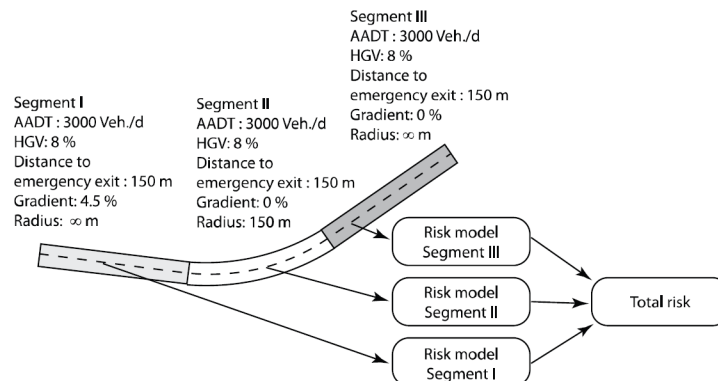 Segment III
AADT : 3000 Veh./d
HGV: 8 %
Distance to
emergency exit : 150 m
Gradient: 0 %
Radius: ∞ m
Segment I
AADT : 3000 Veh./d
HGV: 8 %
Distance to
emergency exit : 150 m
Gradient: 4.5 %
Radius: ∞ m
Segment II
AADT : 3000 Veh./d
HGV: 8 %
Distance to
emergency exit : 150 m
Gradient: 0 %
Radius: 150 m
Risk model
Segment III
Risk model
Segment II
Risk model
Segment I
Total risk